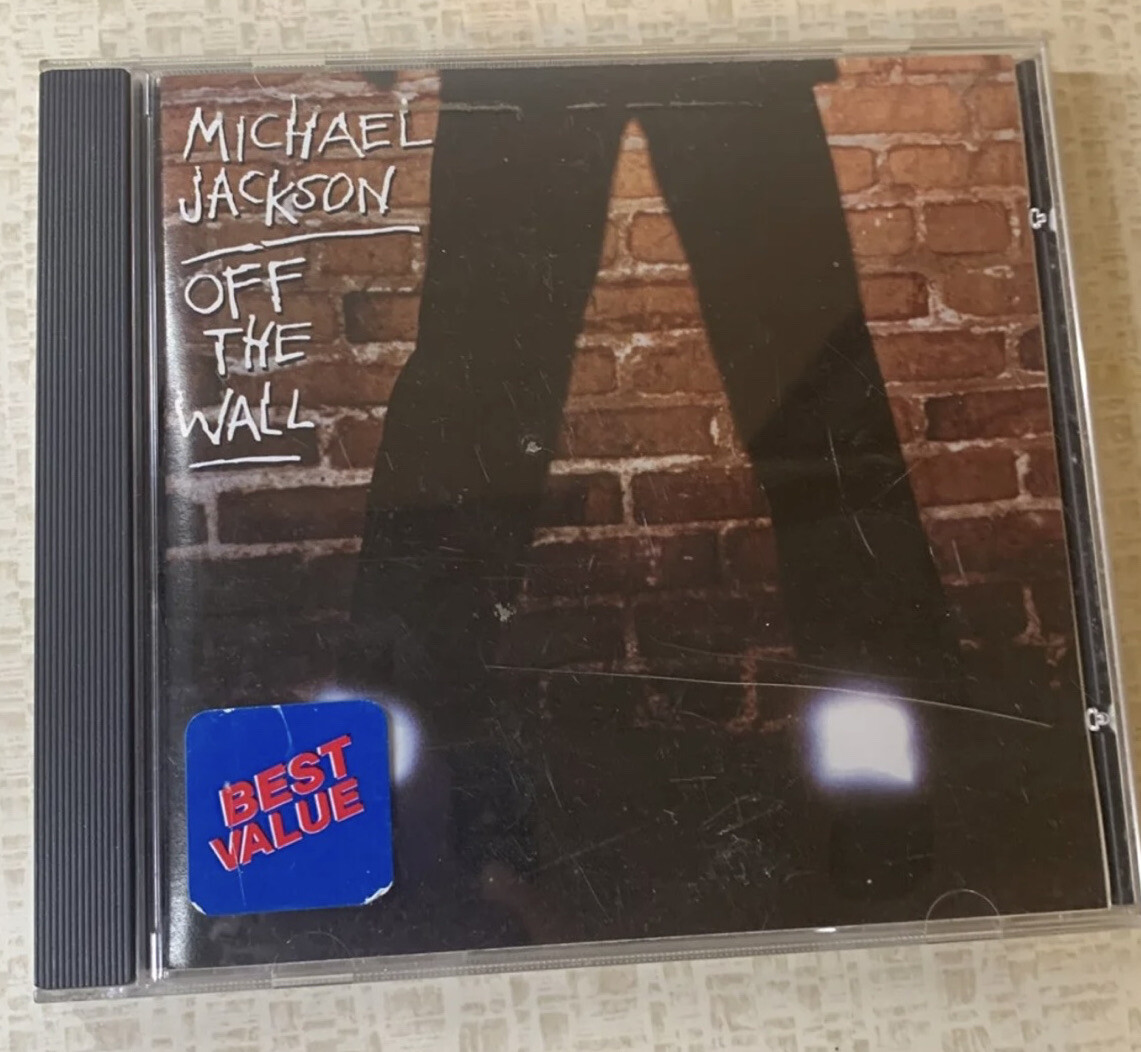 MICHAEL
JACKSON
OFF
THE
WALL
BEST
VALUE